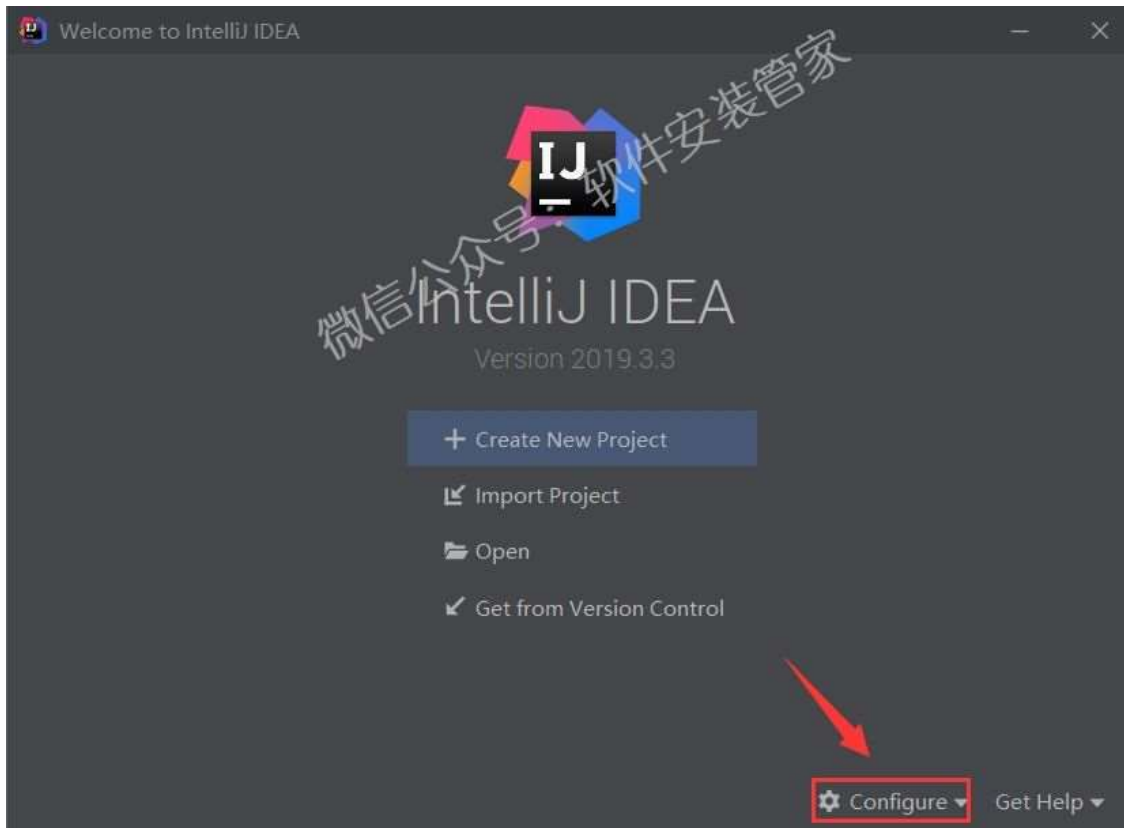 Welcome to IntelliJ IDEA
IJ
微信公众号：软件安装管家
IntelliJ IDEA
Version 2019.3.3
Create New Project
Import Project
Open
Get from Version Control
Configure
Get Help